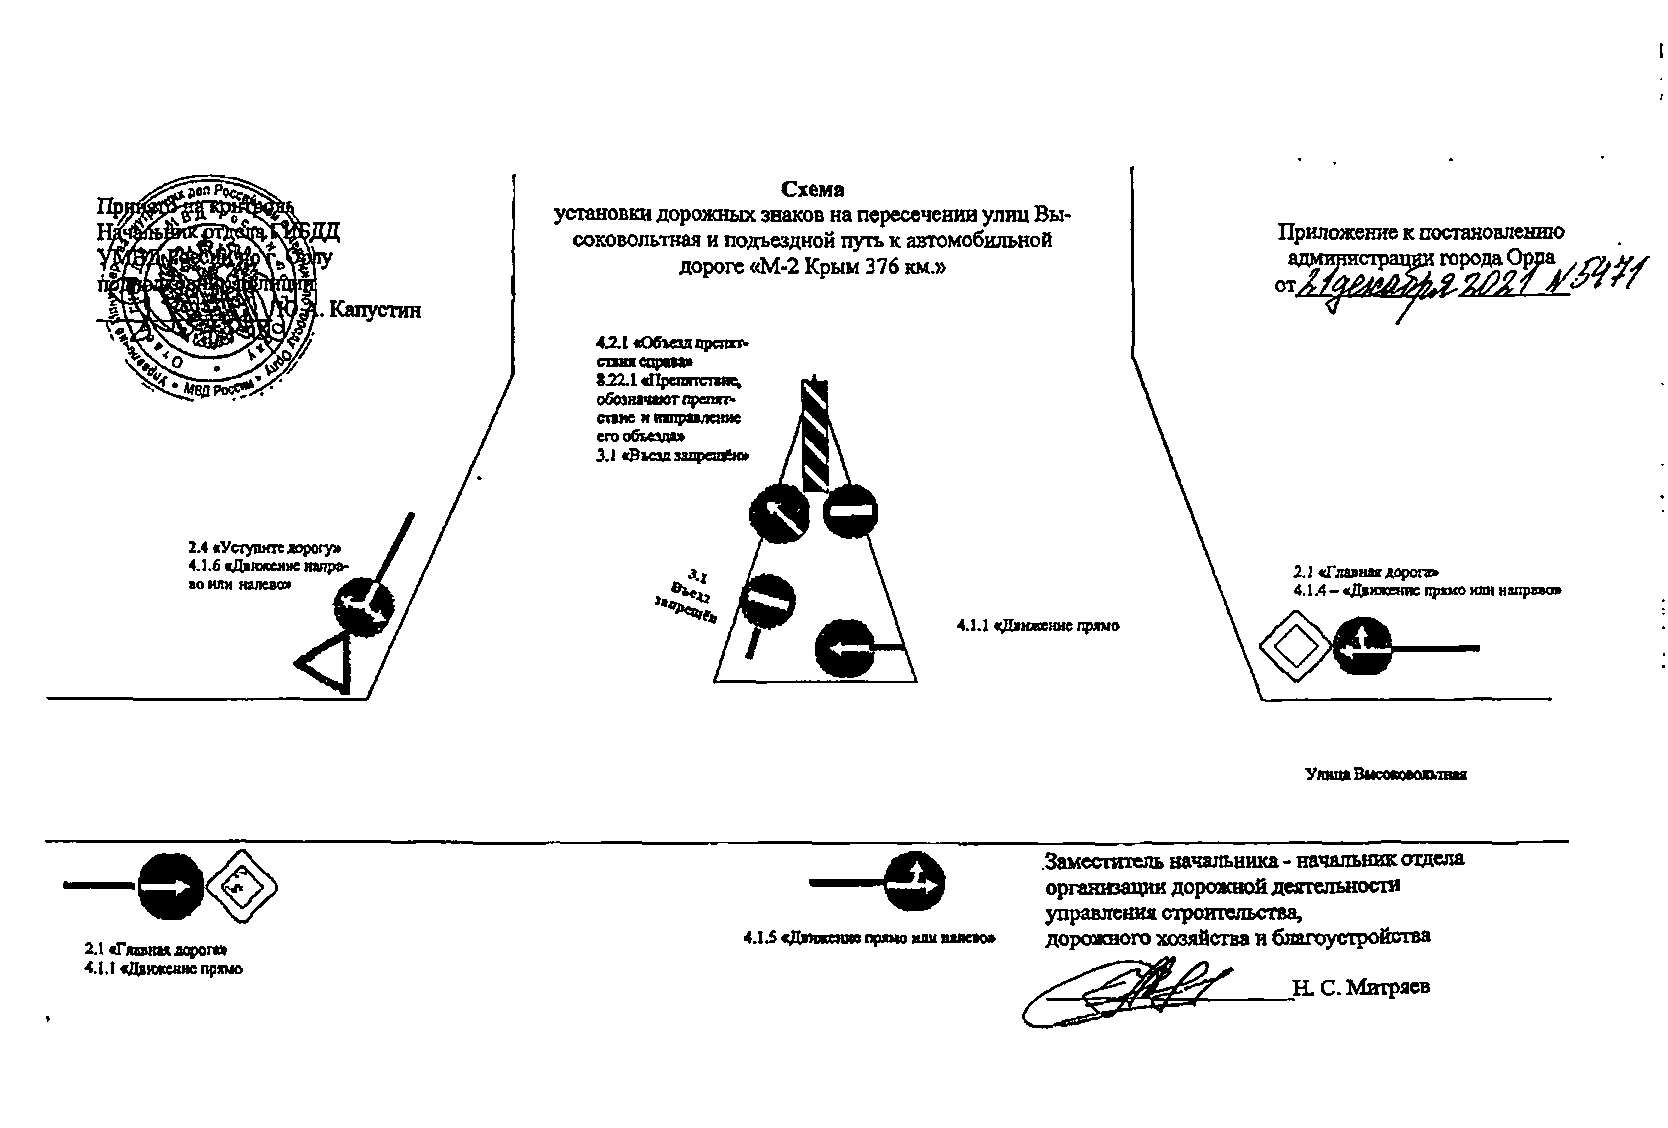 Схема
установки дорожных знаков на пересечении улиц Вы-
соковольтная и подъездной путь к автомобильной
дороге «М-2 Крым 376 км.»
Принято на контроль
Начальник отдела ГИБДД
УМВД России по г. Орлу
подполковник полиции
Ю.А. Капустин
МВД России
Приложение к постановлению
администрации города Орла
от 21 декабря 2021 № 5471
4.2.1 «Объезд препят-
ствия справа»
8.22.1 «Препятствие,
обозначают препят-
ствие и направление
его объезда»
3.1 «Въезд запрещён»
2.4 «Уступите дорогу»
4.1.6 «Движение напра-
во или налево»
3.1
Въезд
запрещён
4.1.1 «Движение прямо
2.1 «Главная дорога»
4.1.4 – «Движение прямо или направо»
Улица Высоковольтная
2.1 «Главная дорога»
4.1.1 «Движение прямо
4.1.5 «Движение прямо или налево»
Заместитель начальника - начальник отдела
организации дорожной деятельности
управления строительства,
дорожного хозяйства и благоустройства
Н. С. Митряев